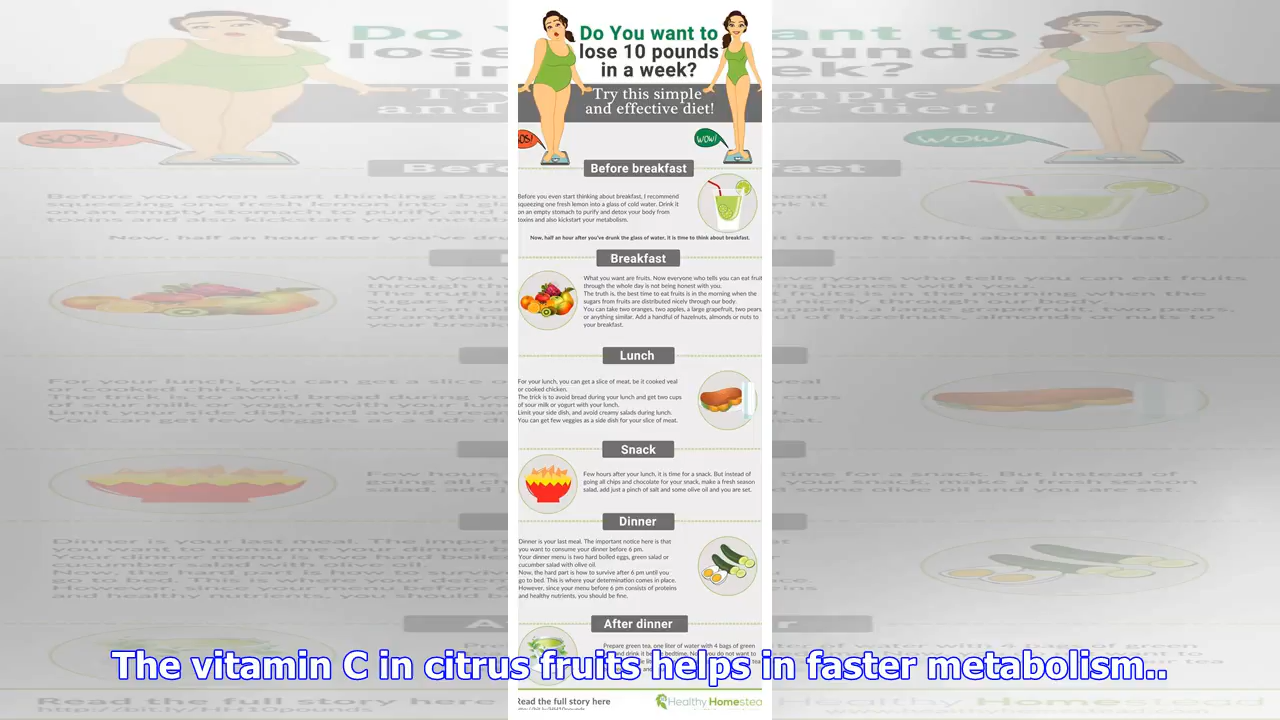 Do You want to
lose 10 pounds
in a week?
Try this simple
and effective diet!
SOS!
WOW!
Before breakfast
Before you even start thinking about breakfast, I recommend
squeezing one fresh lemon into a glass of cold water. Drink it
on an empty stomach to purify and detox your body from
toxins and also kickstart your metabolism.
Now, half an hour after you've drunk the glass of water, it is time to think about breakfast.
Breakfast
What you want are fruits. Now everyone who tells you can eat fruit
through the whole day is not being honest with you.
The truth is, the best time to eat fruits is in the morning when the
sugars from fruits are distributed nicely through our body.
You can take two oranges, two apples, a large grapefruit, two pears
or anything similar. Add a handful of hazelnuts, almonds or nuts to
your breakfast.
Lunch
For your lunch, you can get a slice of meat, be it cooked veal
or cooked chicken.
The trick is to avoid bread during your lunch and get two cups
of sour milk or yogurt with your lunch.
Limit your side dish, and avoid creamy salads during lunch.
You can get few veggies as a side dish for your slice of meat.
Snack
Few hours after your lunch, it is time for a snack. But instead of
going all chips and chocolate for your snack, make a fresh season
salad, add just a pinch of salt and some olive oil and you are set.
Dinner
Dinner is your last meal. The important notice here is that
you want to consume your dinner before 6 pm.
Your dinner menu is two hard boiled eggs, green salad or
cucumber salad with olive oil.
Now, the hard part is how to survive after 6 pm until you
go to bed. This is where your determination comes in place.
However, since your menu before 6 pm consists of proteins
and healthy nutrients, you should be fine.
After dinner
Prepare green tea, one liter of water with 4 bags of green
The vitamin C in citrus fruits helps in faster metabolism..
Read the full story here
Healthy Homestea